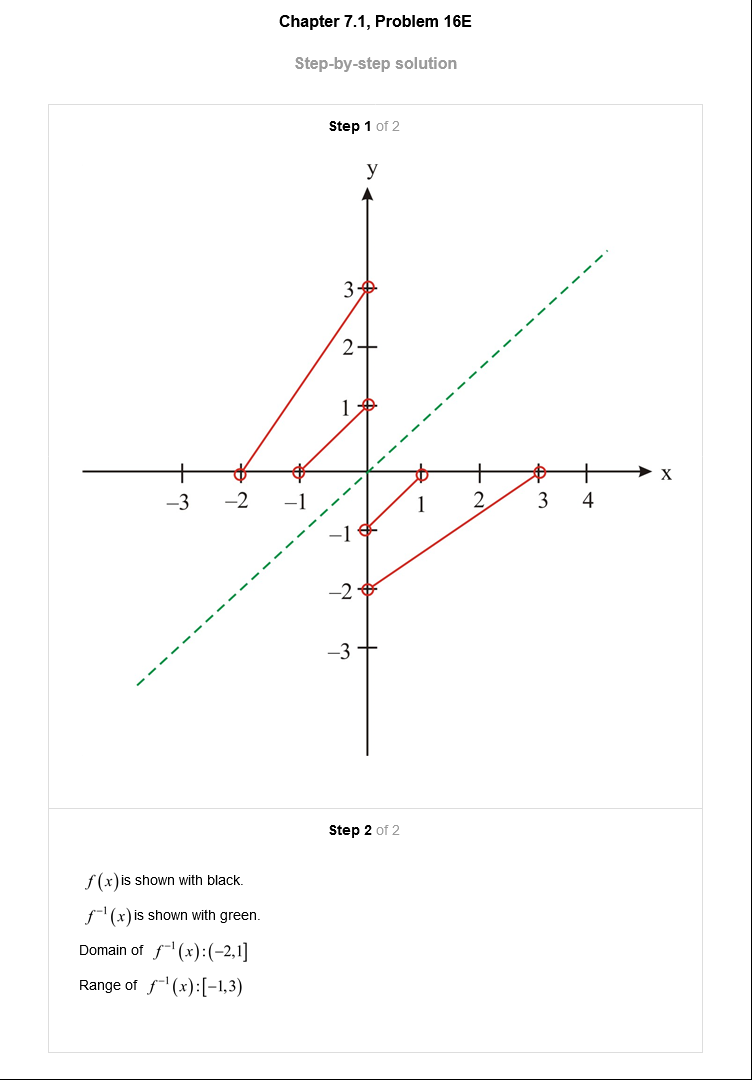 Chapter 7.1, Problem 16E
Step-by-step solution
Step 1 of 2
y
3
2
1
−3 −2 −1 1 2 3 4 x
−1
−2
−3
Step 2 of 2
f(x) is shown with black.
f⁻¹(x) is shown with green.
Domain of f⁻¹(x):(−2,1]
Range of f⁻¹(x):[−1,3)